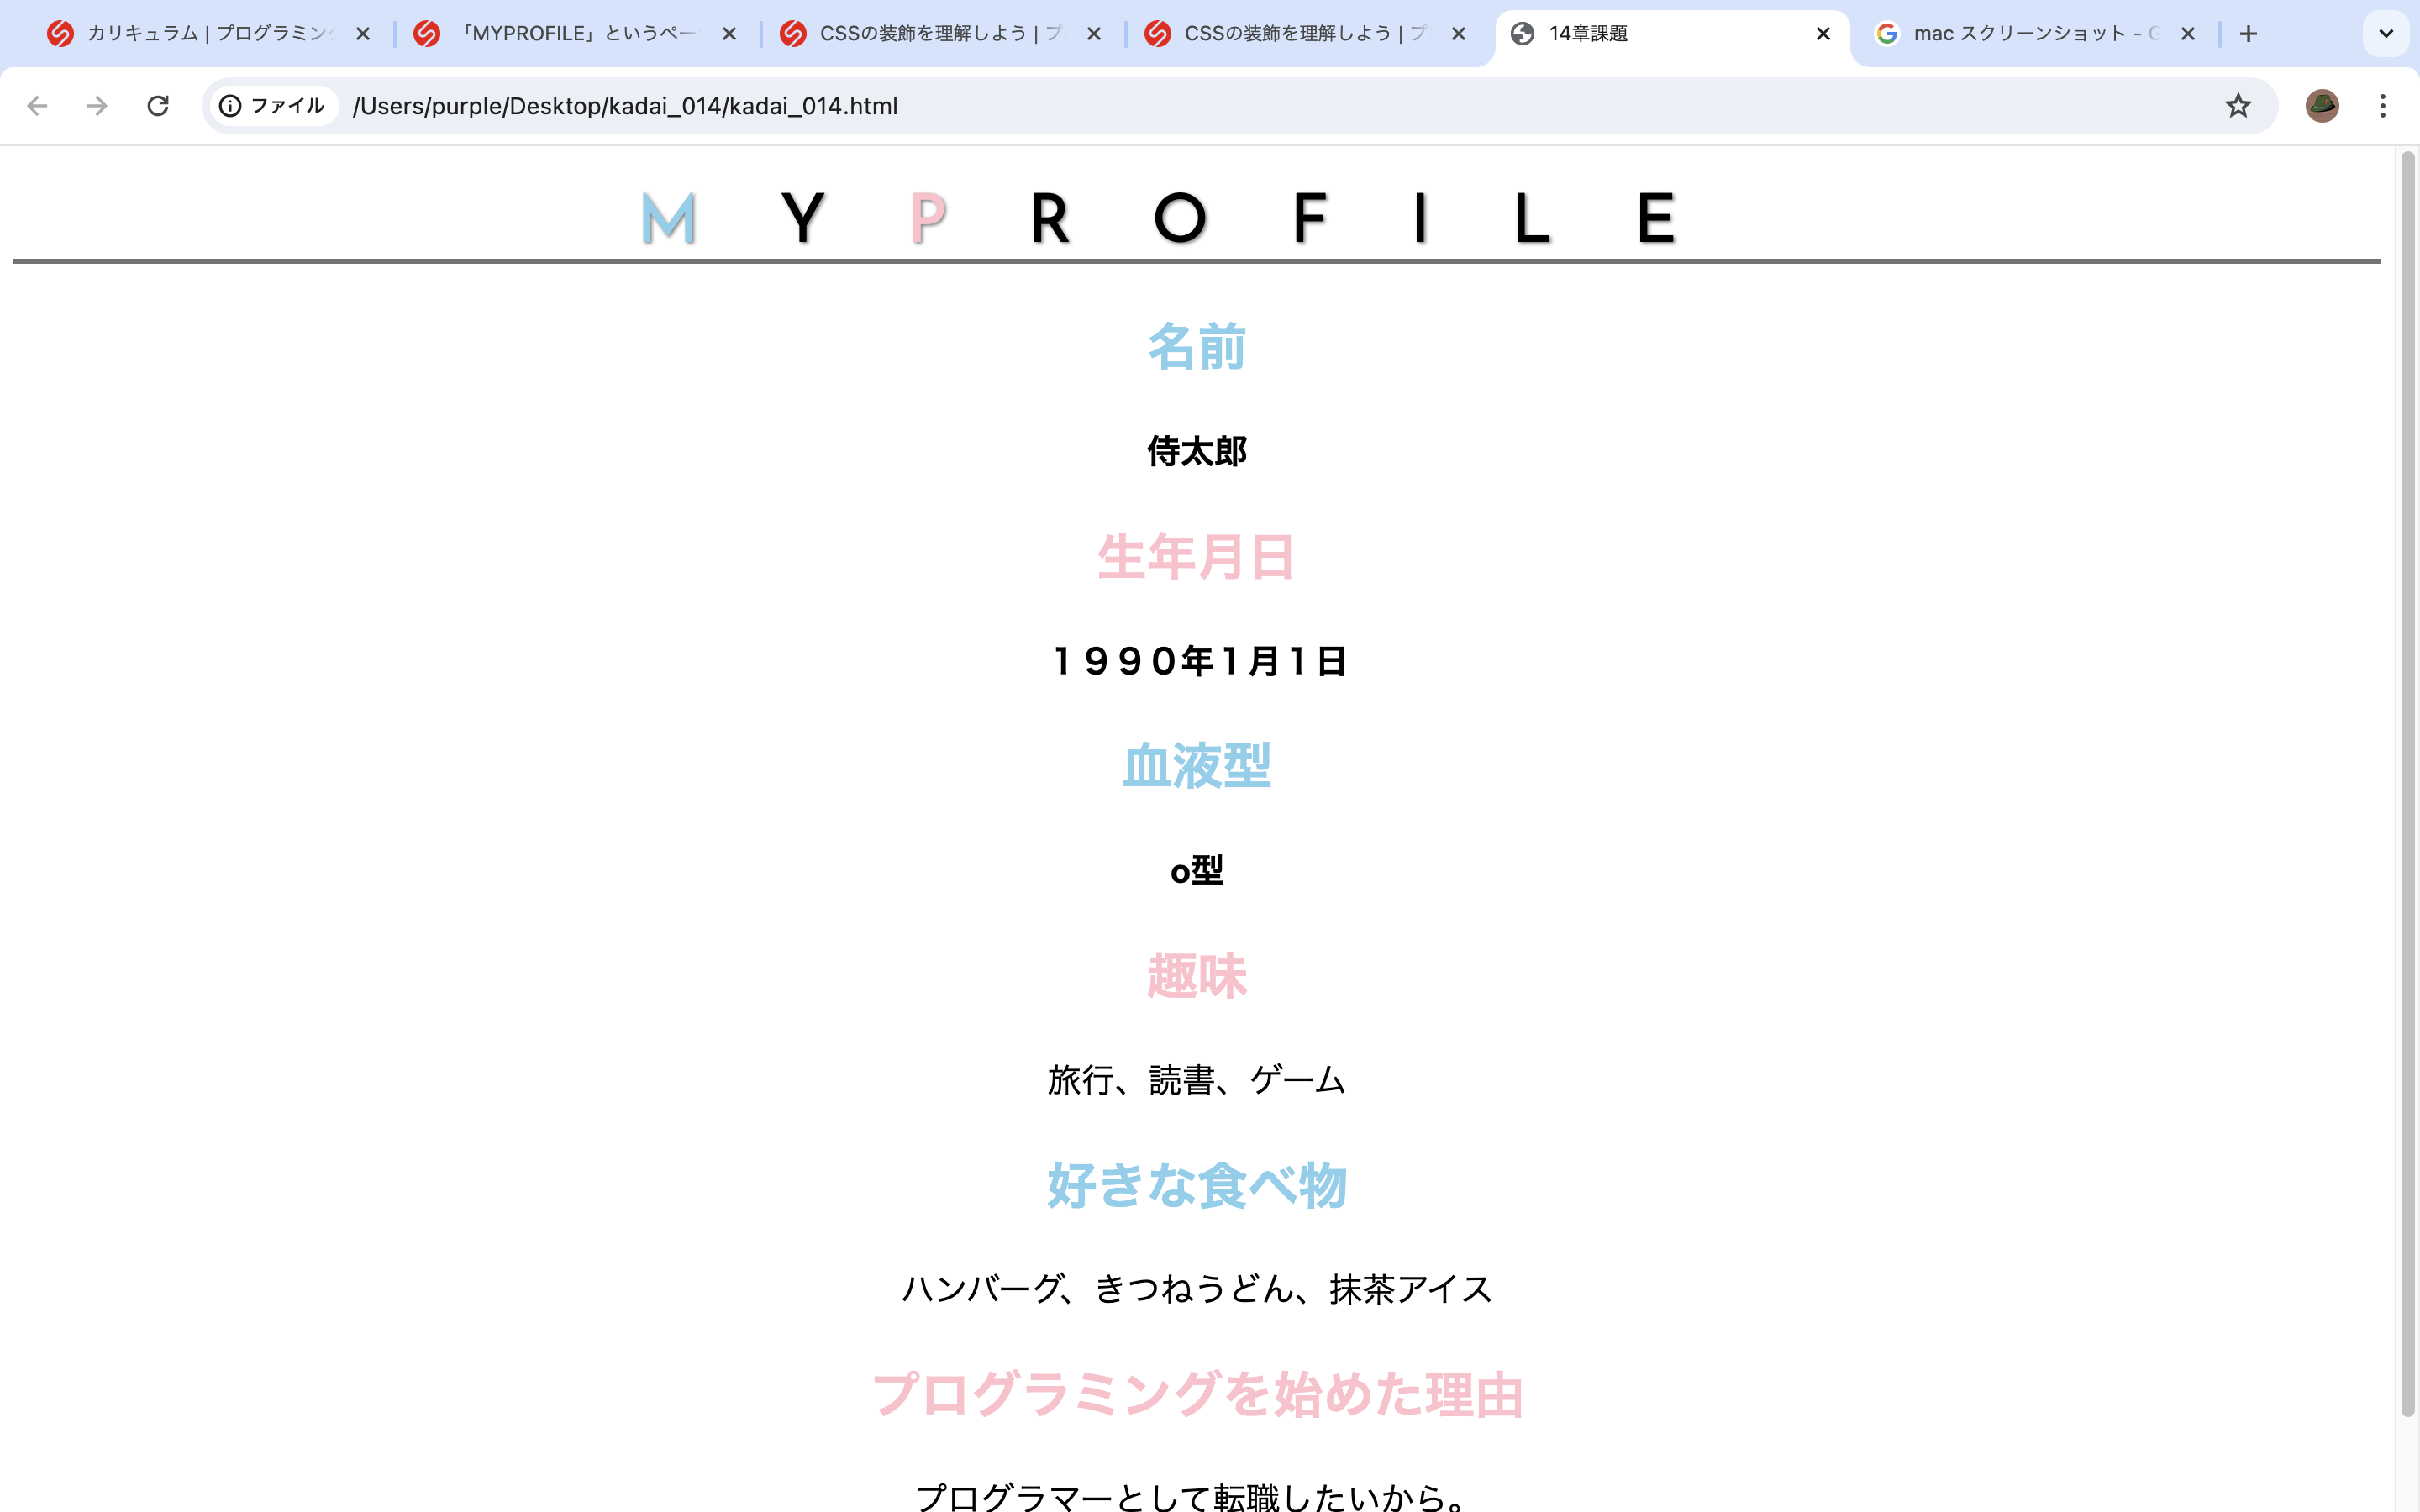 カリキュラム | プログラミング
「MYPROFILE」というペー
CSSの装飾を理解しよう | プ
CSSの装飾を理解しよう | プ
14章課題
mac スクリーンショット - G
ファイル
/Users/purple/Desktop/kadai_014/kadai_014.html
M Y P R O F I L E
名前
侍太郎
生年月日
１９９０年１月１日
血液型
o型
趣味
旅行、読書、ゲーム
好きな食べ物
ハンバーグ、きつねうどん、抹茶アイス
プログラミングを始めた理由
プログラマーとして転職したいから。